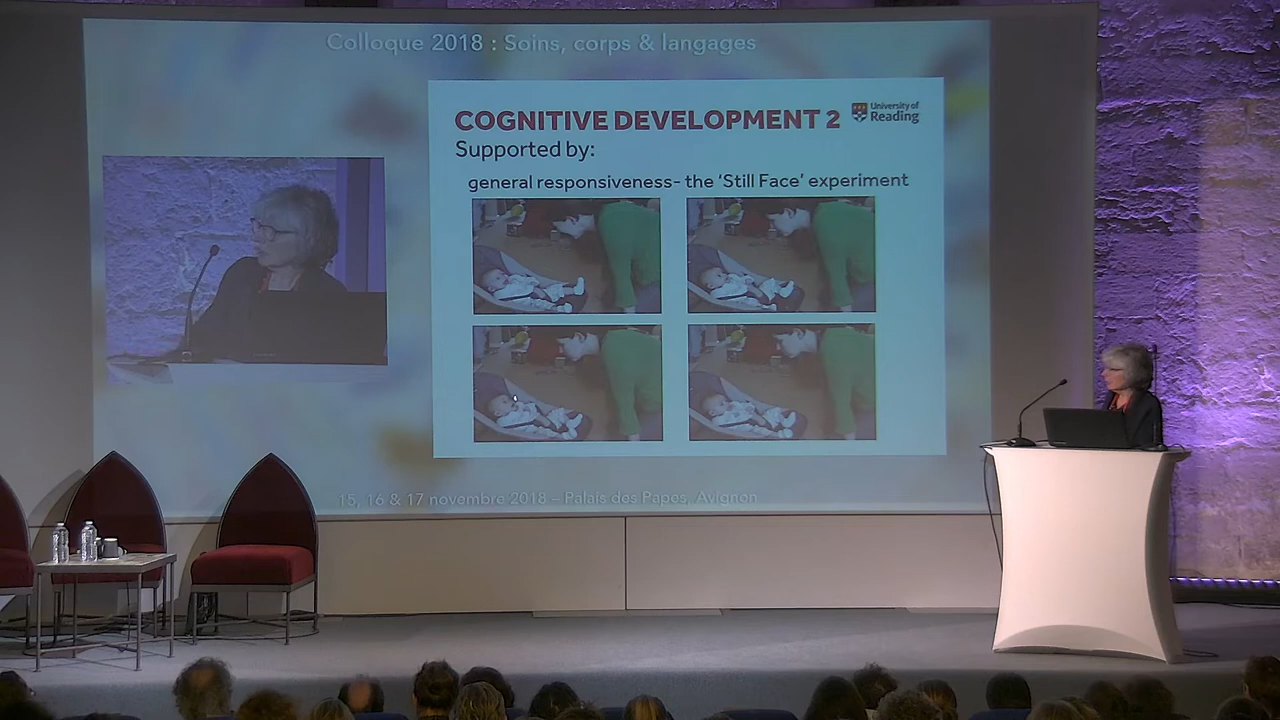 Colloque 2018 : Soins, corps & langages
COGNITIVE DEVELOPMENT 2
University of
Reading
Supported by:
general responsiveness- the 'Still Face' experiment
15, 16 & 17 novembre 2018 – Palais des Papes, Avignon